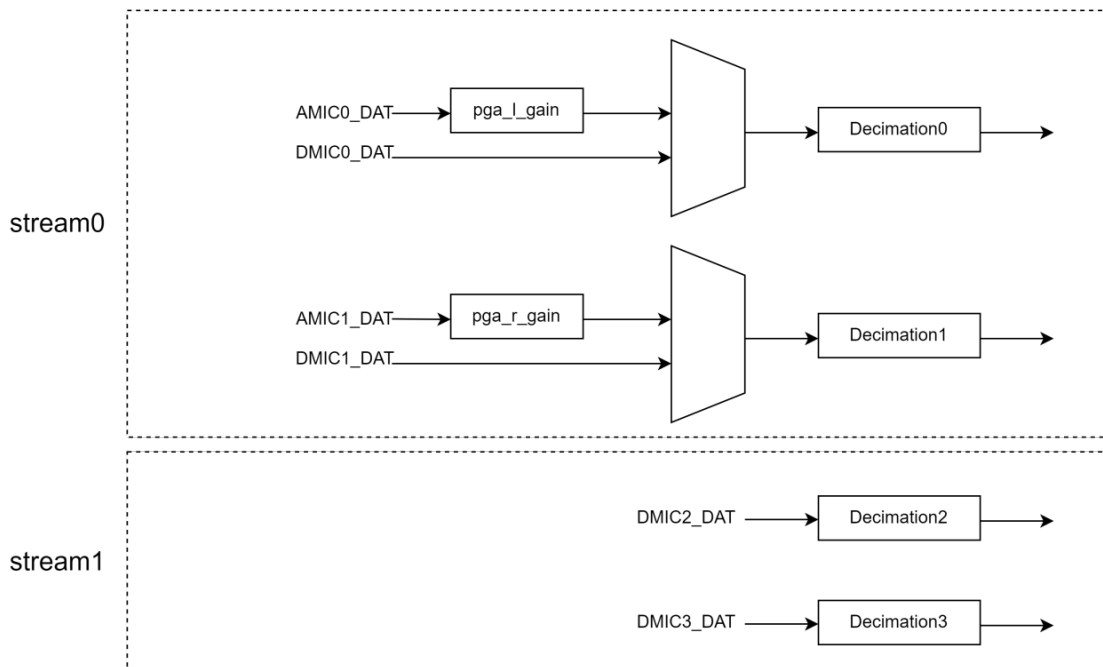 AMIC0_DAT
pga_l_gain
DMIC0_DAT
Decimation0
stream0
AMIC1_DAT
pga_r_gain
DMIC1_DAT
Decimation1
DMIC2_DAT
Decimation2
stream1
DMIC3_DAT
Decimation3